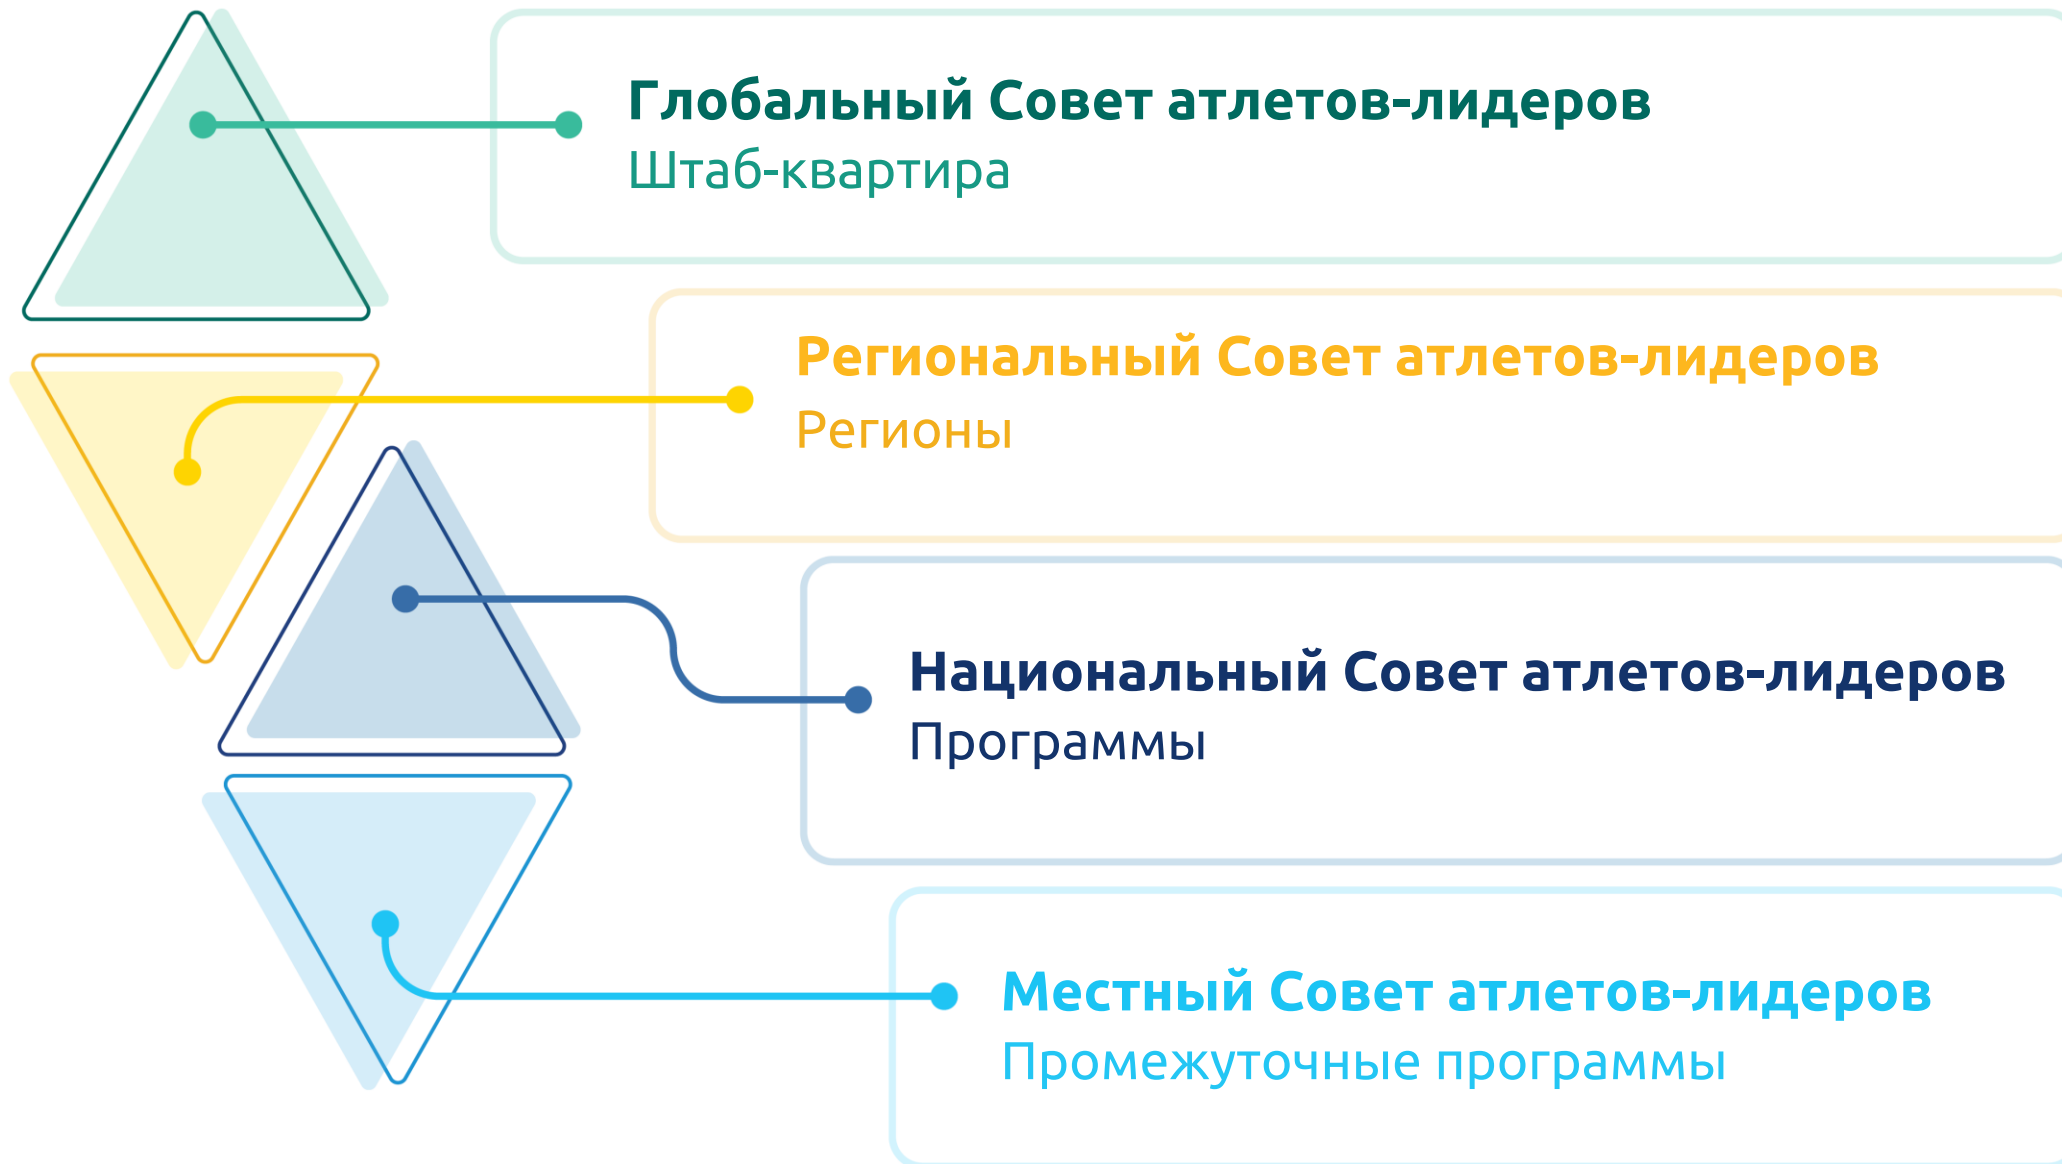 Глобальный Совет атлетов-лидеров
Штаб-квартира
Региональный Совет атлетов-лидеров
Регионы
Национальный Совет атлетов-лидеров
Программы
Местный Совет атлетов-лидеров
Промежуточные программы